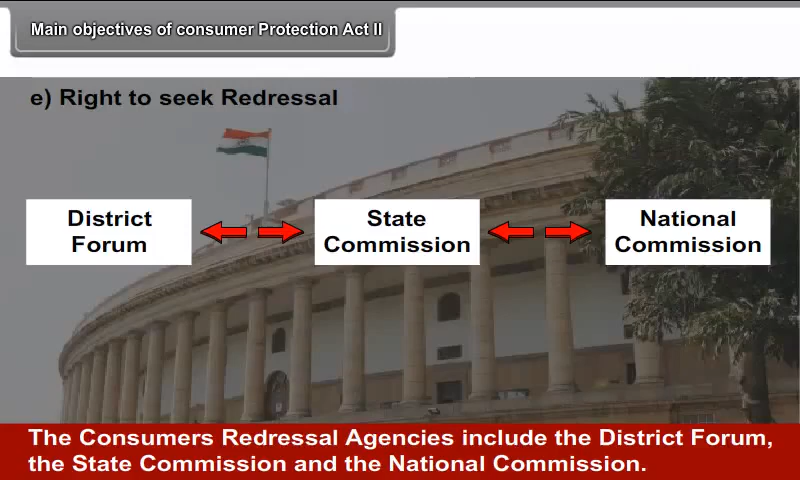 Main objectives of consumer Protection Act II
e) Right to seek Redressal
District
Forum
State
Commission
National
Commission
The Consumers Redressal Agencies include the District Forum,
the State Commission and the National Commission.